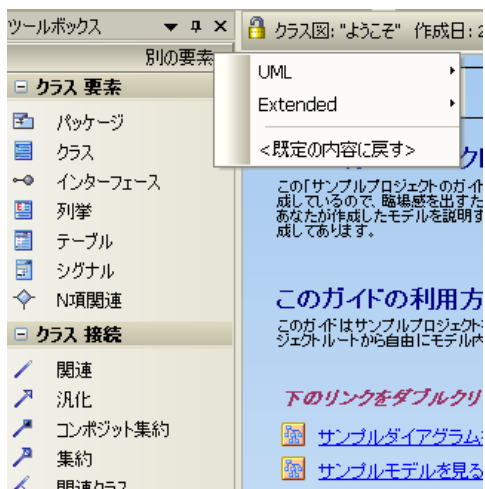 ツールボックス
クラス図: "ようこそ" 作成日:
別の要素
UML
Extended
<既定の内容に戻す>
クラス 要素
パッケージ
クラス
インターフェース
列挙
テーブル
シグナル
N項関連
クラス 接続
関連
汎化
コンポジット集約
集約
関連クラス
この「サンプルプロジェクトのガイ
成しているので、臨場感を出すた
あなたが作成したモデルを説明す
成してあります。
このガイドの利用方
このガイドはサンプルプロジェクト
ジェクトルートから自由にモデル内
下のリンクをダブルクリ
サンプルダイアグラム
サンプルモデルを見る